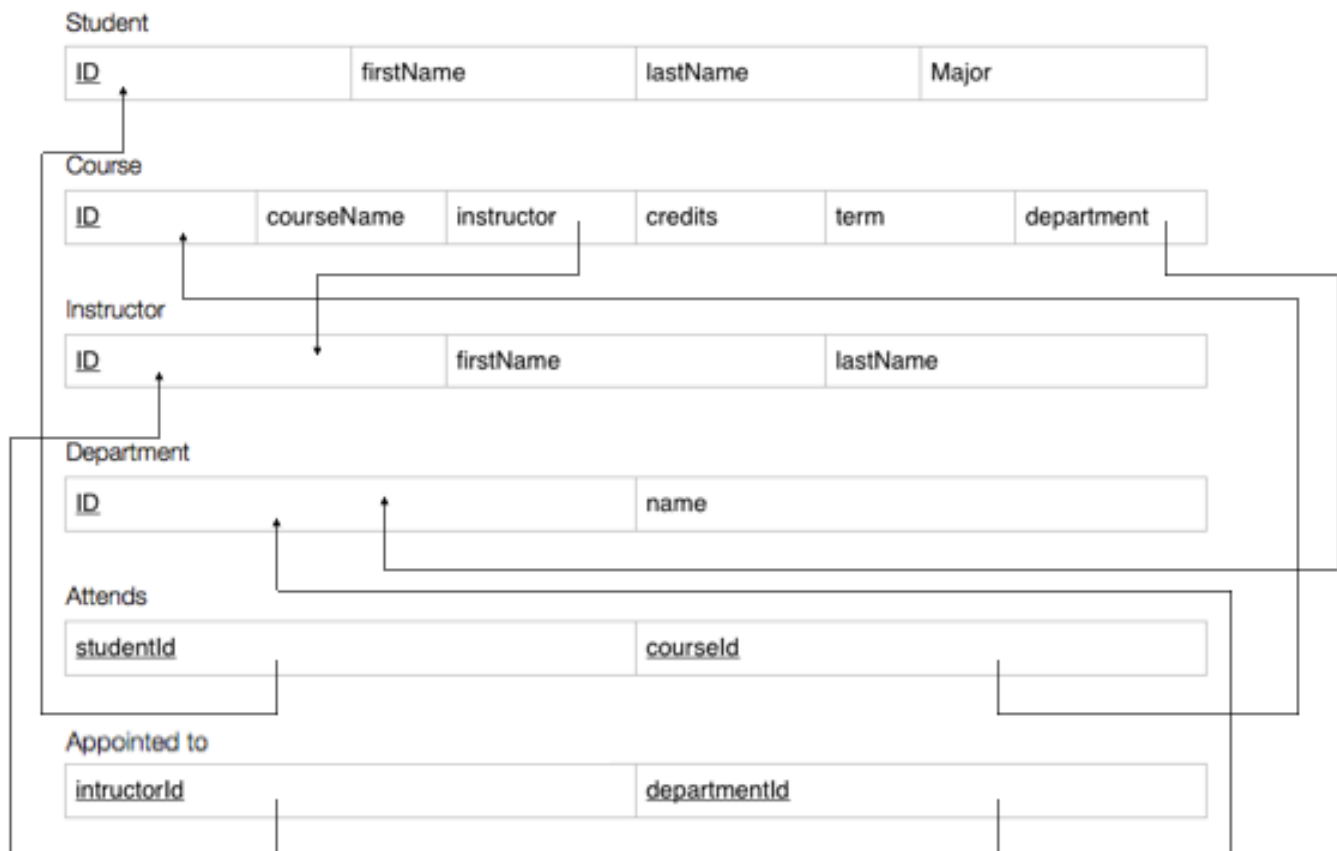 Student
ID firstName lastName Major
Course
ID courseName instructor credits term department
Instructor
ID firstName lastName
Department
ID name
Attends
studentId courseId
Appointed to
intructorId departmentId